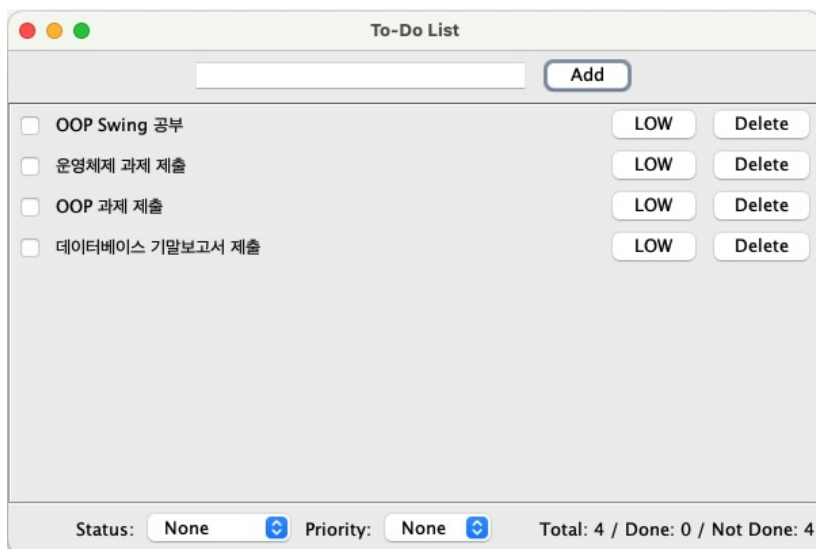 To-Do List
Add
OOP Swing 공부 LOW Delete
운영체제 과제 제출 LOW Delete
OOP 과제 제출 LOW Delete
데이터베이스 기말보고서 제출 LOW Delete
Status: None Priority: None Total: 4 / Done: 0 / Not Done: 4